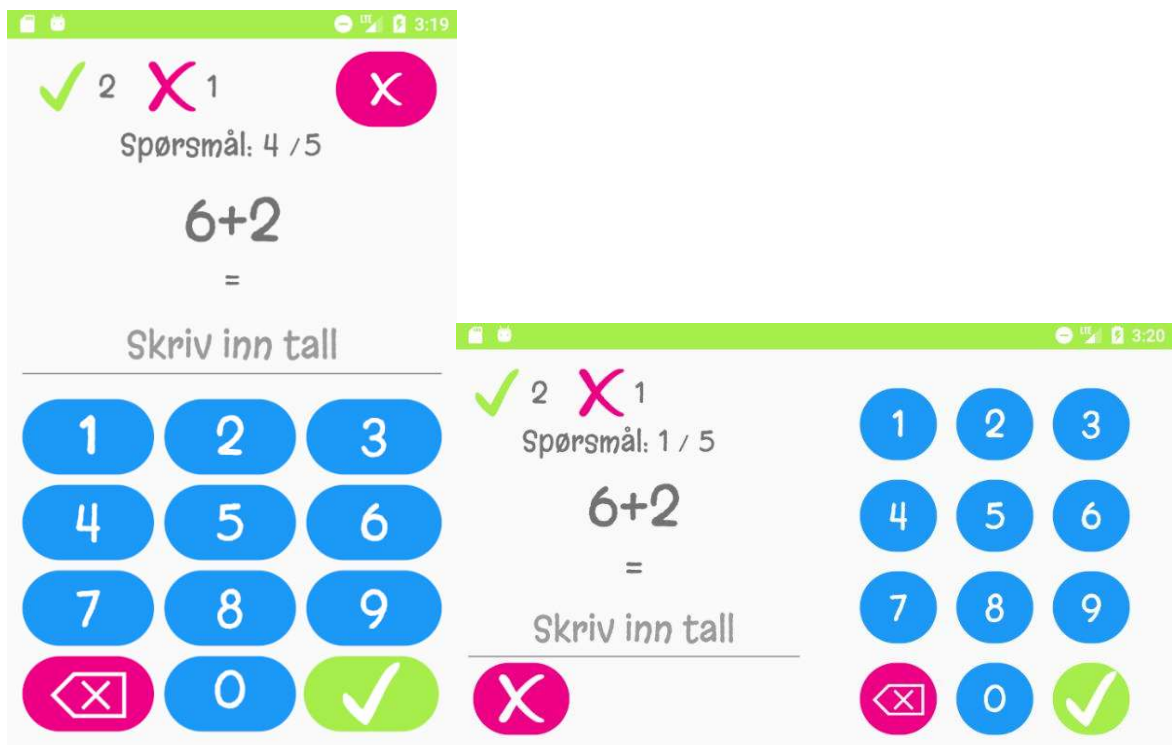 LTE 3:19
2 1 X
Spørsmål: 4 / 5
6+2
=
Skriv inn tall
1 2 3
4 5 6
7 8 9
0
LTE 3:20
2 1
Spørsmål: 1 / 5
6+2
=
Skriv inn tall
X
1 2 3
4 5 6
7 8 9
0